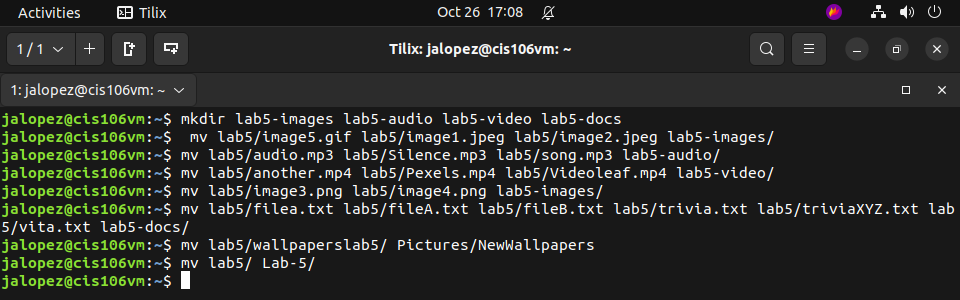 Activities Tilix Oct 26 17:08
1 / 1 Tilix: jalopez@cis106vm: ~
1: jalopez@cis106vm: ~
jalopez@cis106vm:~$ mkdir lab5-images lab5-audio lab5-video lab5-docs
jalopez@cis106vm:~$  mv lab5/image5.gif lab5/image1.jpeg lab5/image2.jpeg lab5-images/
jalopez@cis106vm:~$ mv lab5/audio.mp3 lab5/Silence.mp3 lab5/song.mp3 lab5-audio/
jalopez@cis106vm:~$ mv lab5/another.mp4 lab5/Pexels.mp4 lab5/Videoleaf.mp4 lab5-video/
jalopez@cis106vm:~$ mv lab5/image3.png lab5/image4.png lab5-images/
jalopez@cis106vm:~$ mv lab5/filea.txt lab5/fileA.txt lab5/fileB.txt lab5/trivia.txt lab5/triviaXYZ.txt lab
5/vita.txt lab5-docs/
jalopez@cis106vm:~$ mv lab5/wallpaperslab5/ Pictures/NewWallpapers
jalopez@cis106vm:~$ mv lab5/ Lab-5/
jalopez@cis106vm:~$